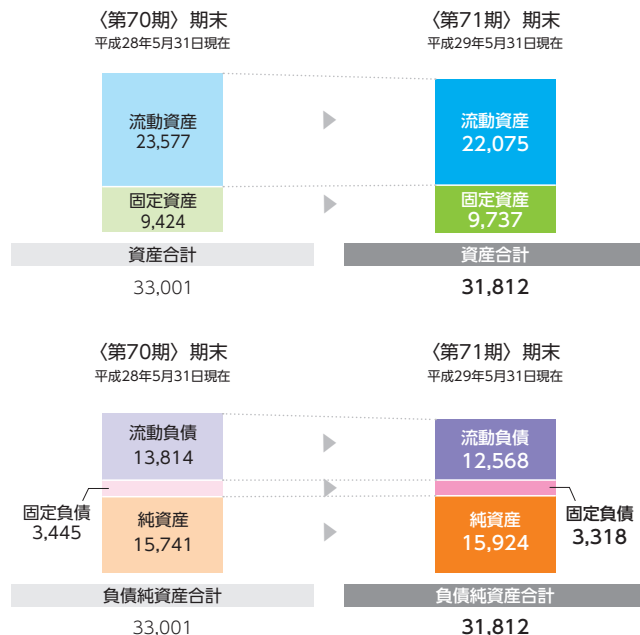 〈第70期〉期末
平成28年5月31日現在
流動資産
23,577
固定資産
9,424
資産合計
33,001
〈第71期〉期末
平成29年5月31日現在
流動資産
22,075
固定資産
9,737
資産合計
31,812
〈第70期〉期末
平成28年5月31日現在
流動負債
13,814
固定負債
3,445
純資産
15,741
負債純資産合計
33,001
〈第71期〉期末
平成29年5月31日現在
流動負債
12,568
固定負債
3,318
純資産
15,924
負債純資産合計
31,812